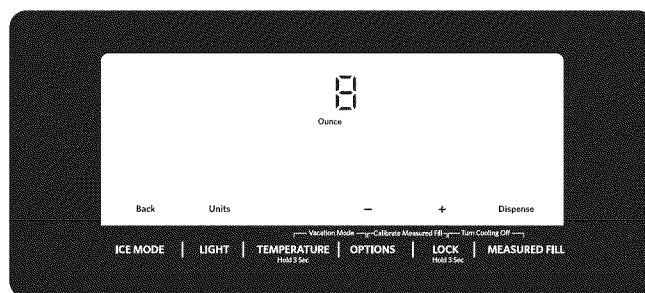 8
Ounce
Back Units – + Dispense
Vacation Mode Calibrate Measured Fill Turn Cooling Off
ICE MODE | LIGHT | TEMPERATURE | OPTIONS | LOCK | MEASURED FILL
Hold 3 Sec Hold 3 Sec